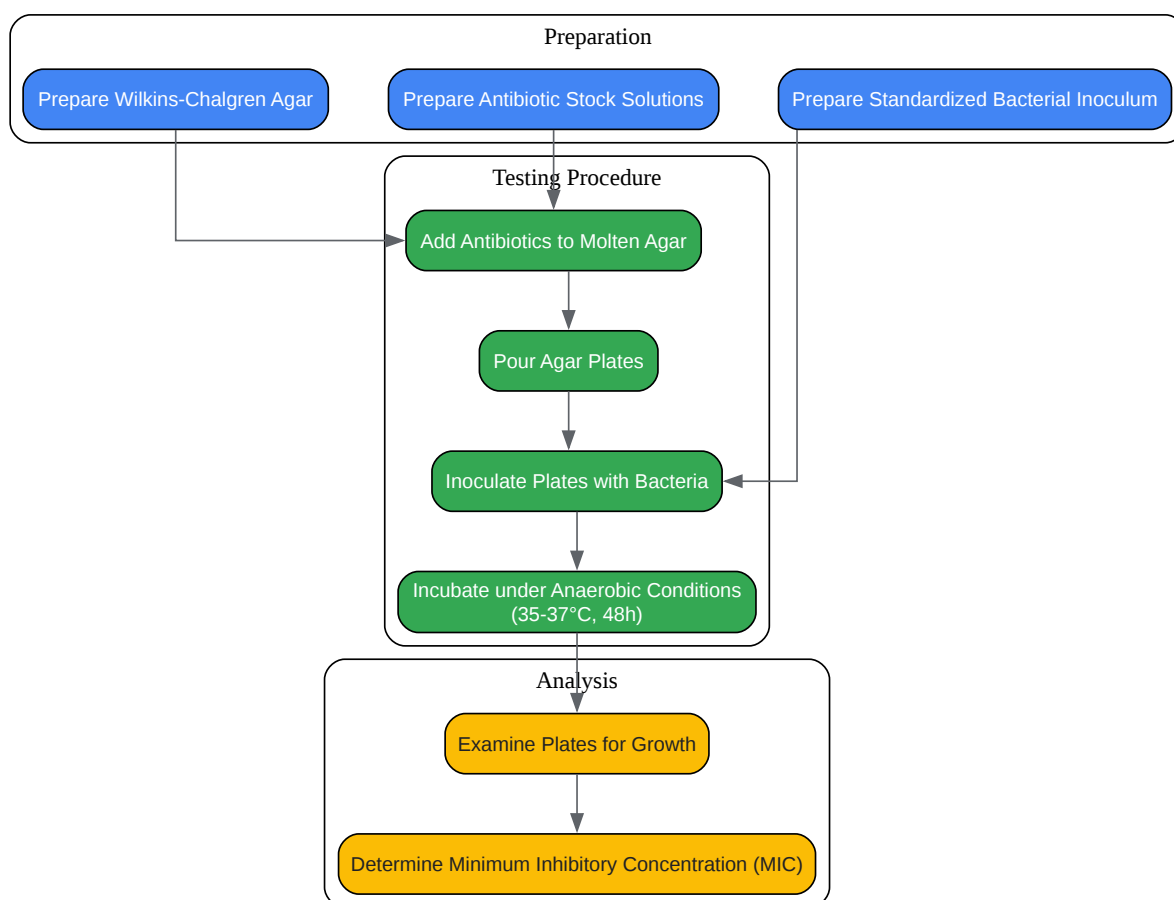 Preparation
Prepare Wilkins-Chalgren Agar
Prepare Antibiotic Stock Solutions
Prepare Standardized Bacterial Inoculum
Testing Procedure
Add Antibiotics to Molten Agar
Pour Agar Plates
Inoculate Plates with Bacteria
Incubate under Anaerobic Conditions
(35-37°C, 48h)
Analysis
Examine Plates for Growth
Determine Minimum Inhibitory Concentration (MIC)